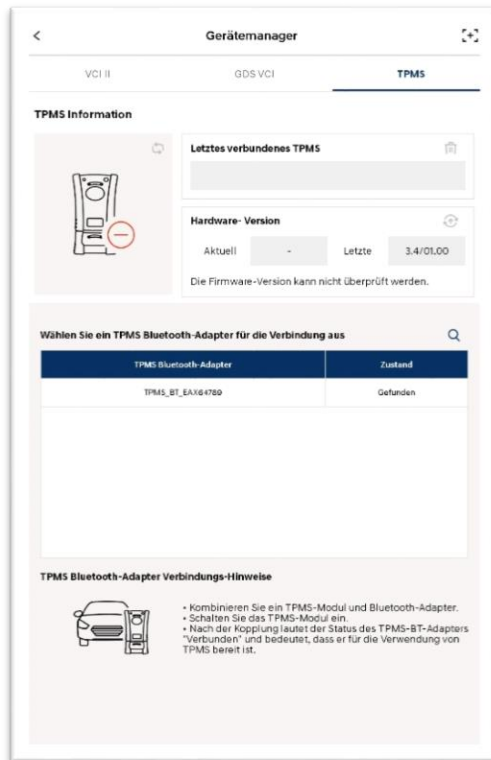 Gerätemanager
VCI II GDS VCI TPMS
TPMS Information
Letztes verbundenes TPMS
Hardware- Version
Aktuell - Letzte 3.4/01.00
Die Firmware-Version kann nicht überprüft werden.
Wählen Sie ein TPMS Bluetooth-Adapter für die Verbindung aus
TPMS Bluetooth-Adapter Zustand
TPMS_BT_EAX64789 Gefunden
TPMS Bluetooth-Adapter Verbindungs-Hinweise
• Kombinieren Sie ein TPMS-Modul und Bluetooth-Adapter.
• Schalten Sie das TPMS-Modul ein.
• Nach der Kopplung lautet der Status des TPMS-BT-Adapters
"Verbunden" und bedeutet, dass er für die Verwendung von
TPMS bereit ist.